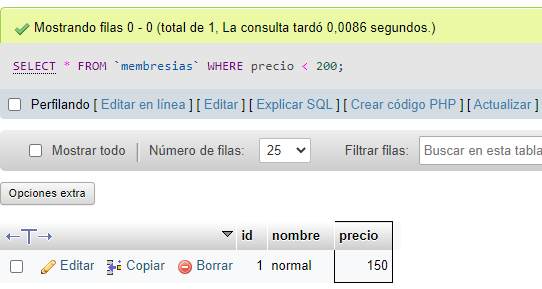 Mostrando filas 0 - 0 (total de 1, La consulta tardó 0,0086 segundos.)
SELECT * FROM `membresias` WHERE precio < 200;
Perfilando [ Editar en línea ] [ Editar ] [ Explicar SQL ] [ Crear código PHP ] [ Actualizar ]
Mostrar todo | Número de filas: 25 Filtrar filas: Buscar en esta tabla
Opciones extra
←T→ id nombre precio
Editar Copiar Borrar 1 normal 150